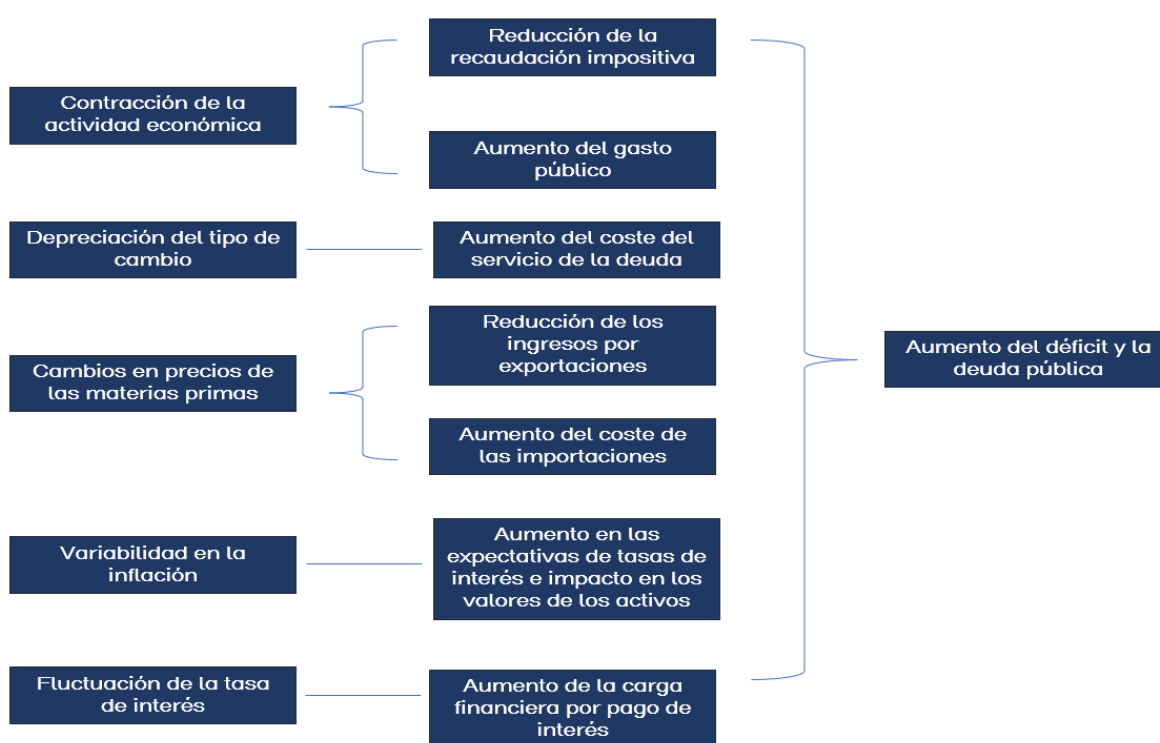 Contracción de la
actividad económica
Reducción de la
recaudación impositiva
Aumento del gasto
público
Depreciación del tipo de
cambio
Aumento del coste del
servicio de la deuda
Cambios en precios de
las materias primas
Reducción de los
ingresos por
exportaciones
Aumento del coste de
las importaciones
Variabilidad en la
inflación
Aumento en las
expectativas de tasas de
interés e impacto en los
valores de los activos
Fluctuación de la tasa
de interés
Aumento de la carga
financiera por pago de
interés
Aumento del déficit y la
deuda pública